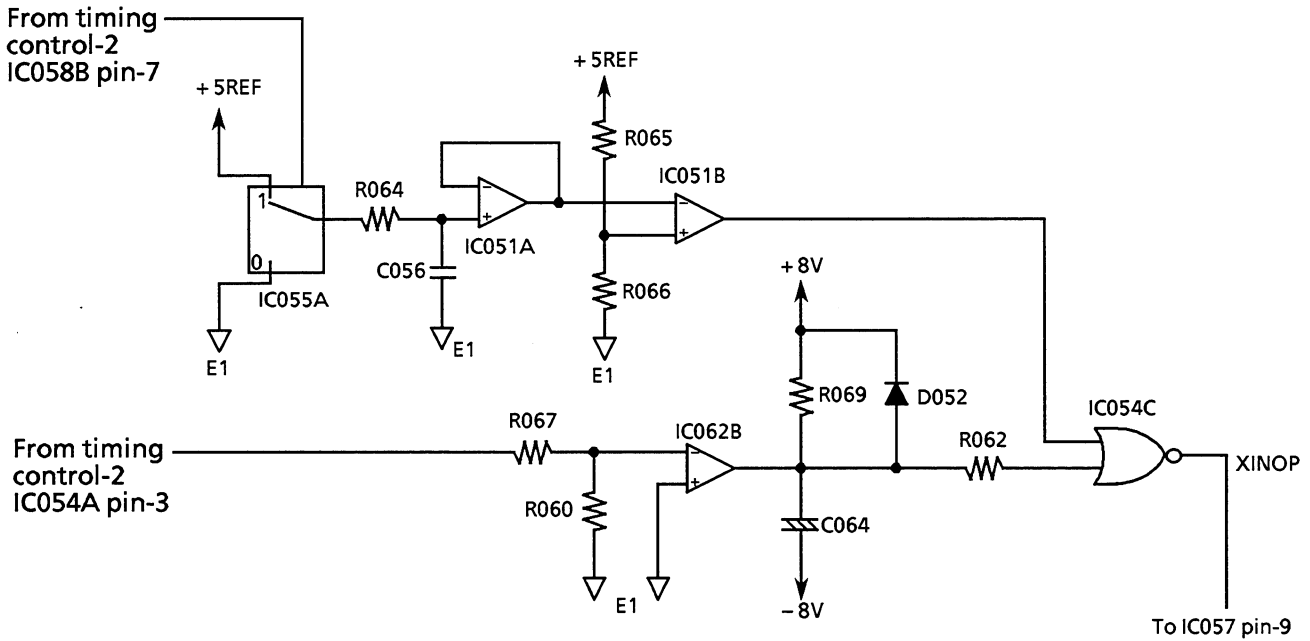 From timing
control-2
IC058B pin-7
+5REF
1
0
IC055A
E1
R064
C056
E1
IC051A
+5REF
R065
R066
E1
IC051B
−
+
−
+
+8V
R069
D052
From timing
control-2
IC054A pin-3
R067
R060
E1
IC062B
−
+
C064
−8V
R062
IC054C
XINOP
To IC057 pin-9